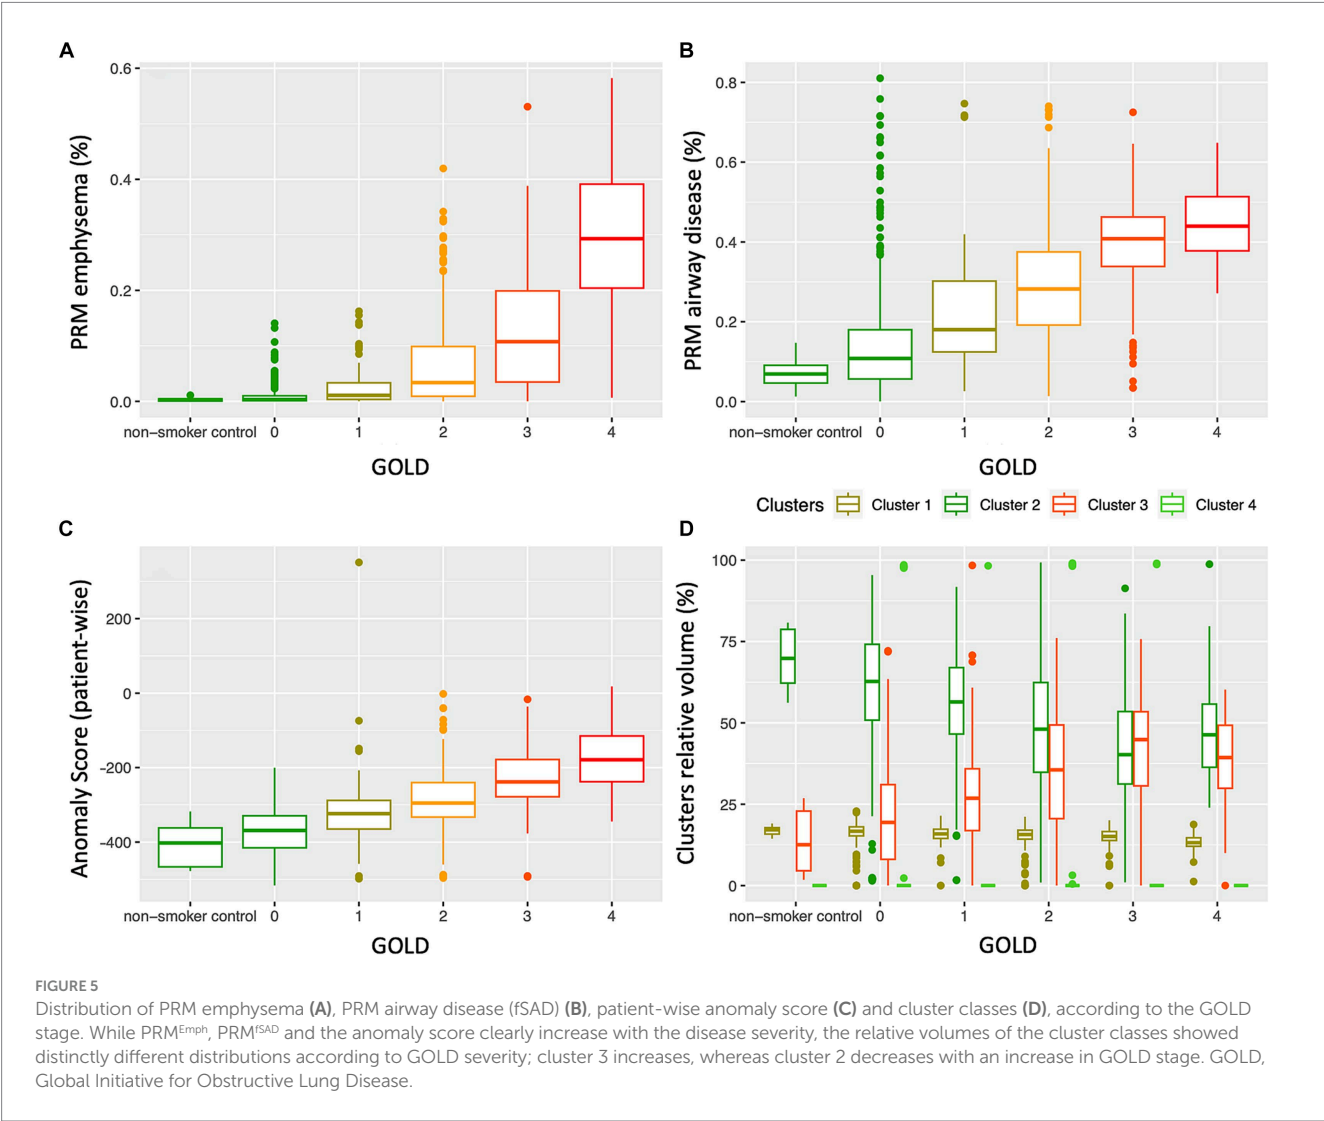 A
PRM emphysema (%)
0.6
0.4
0.2
0.0
non-smoker control 0 1 2 3 4
GOLD
B
PRM airway disease (%)
0.8
0.6
0.4
0.2
0.0
non-smoker control 0 1 2 3 4
GOLD
C
Anomaly Score (patient-wise)
200
0
-200
-400
non-smoker control 0 1 2 3 4
GOLD
Clusters Cluster 1 Cluster 2 Cluster 3 Cluster 4
D
Clusters relative volume (%)
100
75
50
25
0
non-smoker control 0 1 2 3 4
GOLD
FIGURE 5
Distribution of PRM emphysema (A), PRM airway disease (fSAD) (B), patient-wise anomaly score (C) and cluster classes (D), according to the GOLD
stage. While PRM^Emph, PRM^fSAD and the anomaly score clearly increase with the disease severity, the relative volumes of the cluster classes showed
distinctly different distributions according to GOLD severity; cluster 3 increases, whereas cluster 2 decreases with an increase in GOLD stage. GOLD,
Global Initiative for Obstructive Lung Disease.